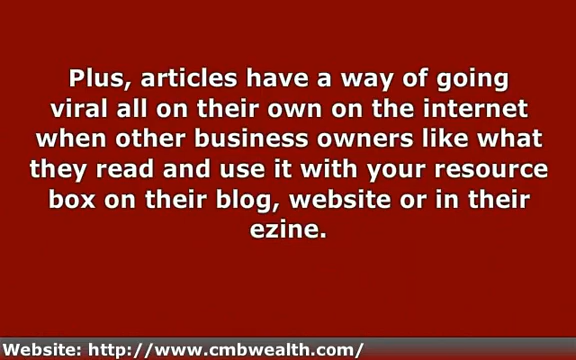 Plus, articles have a way of going
viral all on their own on the internet
when other business owners like what
they read and use it with your resource
box on their blog, website or in their
ezine.
Website: http://www.cmbwealth.com/